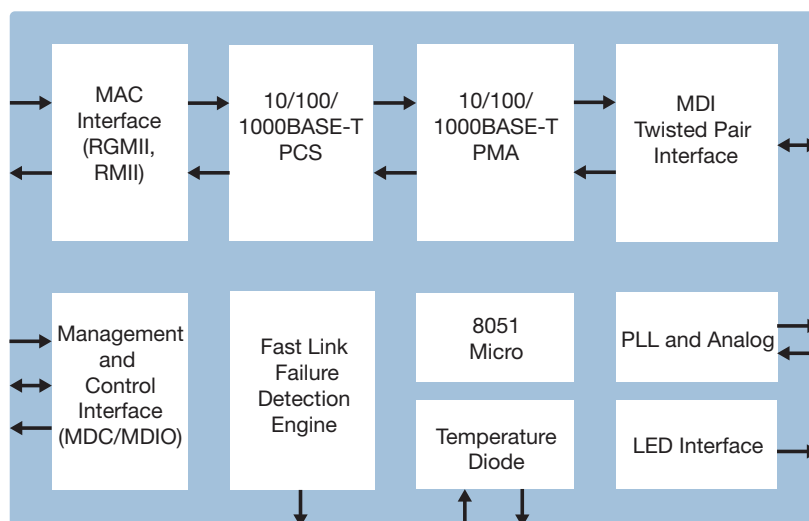 MAC
Interface
(RGMII,
RMII)
10/100/
1000BASE-T
PCS
10/100/
1000BASE-T
PMA
MDI
Twisted Pair
Interface
Management
and
Control
Interface
(MDC/MDIO)
Fast Link
Failure
Detection
Engine
8051
Micro
PLL and Analog
Temperature
Diode
LED Interface